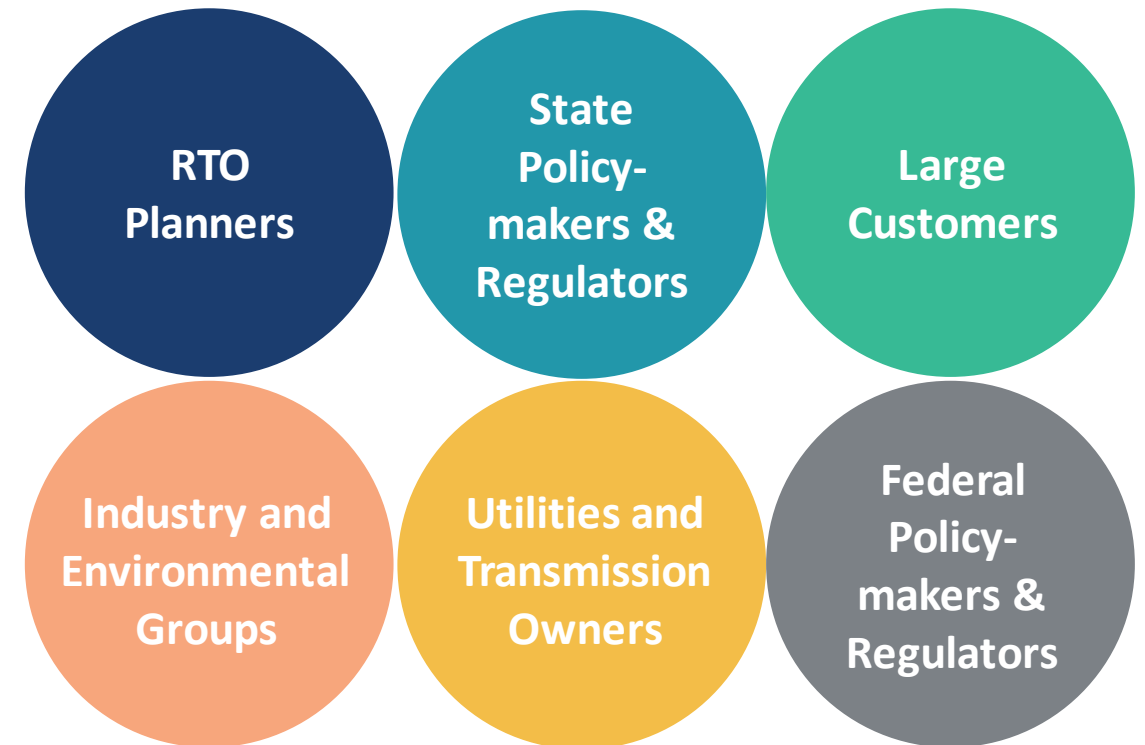 RTO
Planners
State
Policy-
makers &
Regulators
Large
Customers
Industry and
Environmental
Groups
Utilities and
Transmission
Owners
Federal
Policy-
makers &
Regulators